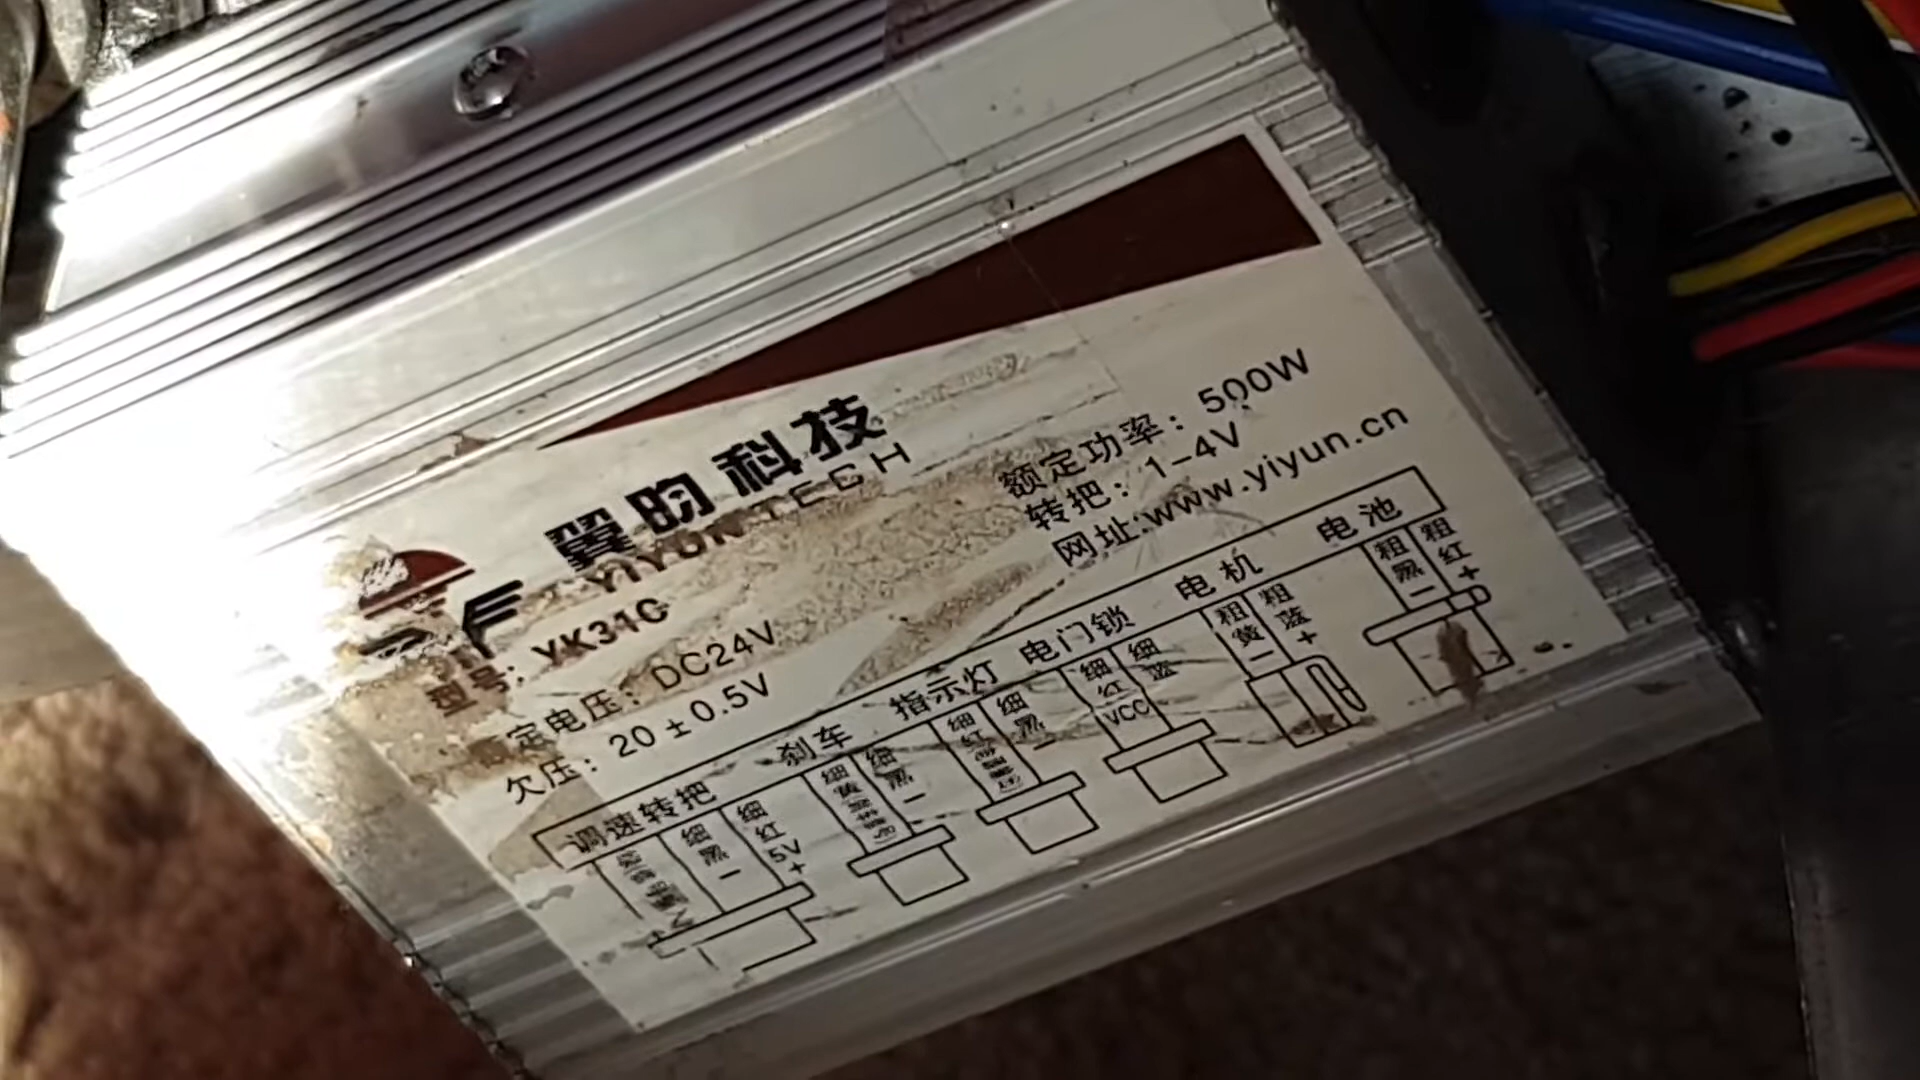 翼昀科技
YIYUN TECH
型号：YK31C
额定电压：DC24V
欠压：20±0.5V
额定功率：500W
转把：1-4V
网址:www.yiyun.cn
调速转把 刹车 指示灯 电门锁 电机 电池
细黑 -
细红 5V +
细黄
细黑 -
细红
细黑 -
细红 VCC
细蓝
粗黄 -
粗蓝 +
粗黑 -
粗红 +